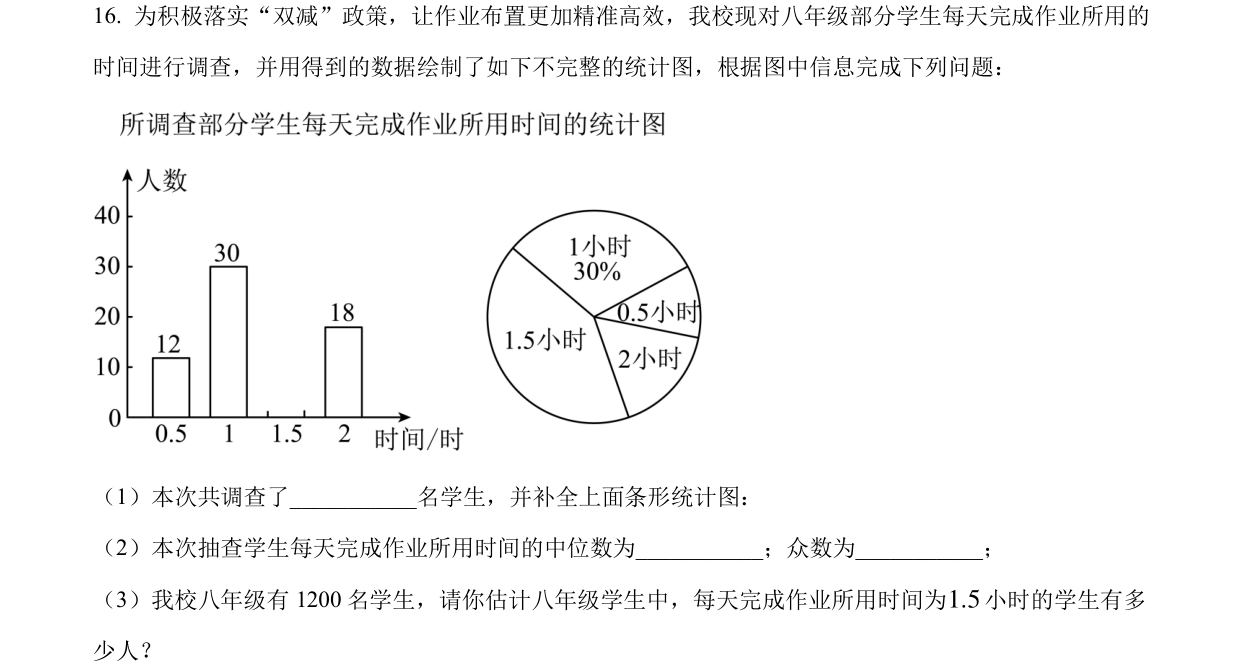 16. 为积极落实“双减”政策，让作业布置更加精准高效，我校现对八年级部分学生每天完成作业所用的
时间进行调查，并用得到的数据绘制了如下不完整的统计图，根据图中信息完成下列问题：
所调查部分学生每天完成作业所用时间的统计图
人数
40
30
20
10
0
12
30
18
0.5 1 1.5 2 时间/时
1小时
30%
0.5小时
1.5小时
2小时
（1）本次共调查了___________名学生，并补全上面条形统计图：
（2）本次抽查学生每天完成作业所用时间的中位数为___________；众数为___________；
（3）我校八年级有 1200 名学生，请你估计八年级学生中，每天完成作业所用时间为1.5 小时的学生有多
少人？